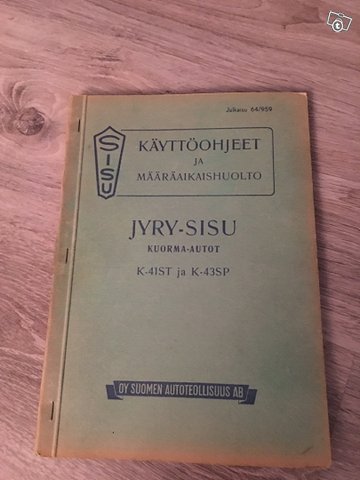 Julkaisu 64/959
SISU
KÄYTTÖOHJEET
JA
MÄÄRÄAIKAISHUOLTO
JYRY-SISU
KUORMA-AUTOT
K-41ST ja K-43SP
OY SUOMEN AUTOTEOLLISUUS AB